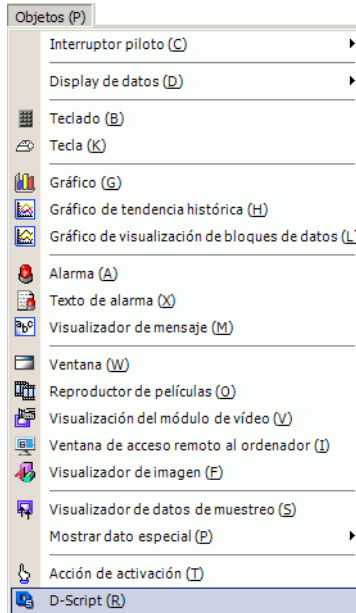 Objetos (P)
Interruptor piloto (C)
Display de datos (D)
Teclado (B)
Tecla (K)
Gráfico (G)
Gráfico de tendencia histórica (H)
Gráfico de visualización de bloques de datos (L)
Alarma (A)
Texto de alarma (X)
Visualizador de mensaje (M)
Ventana (W)
Reproductor de películas (O)
Visualización del módulo de vídeo (V)
Ventana de acceso remoto al ordenador (I)
Visualizador de imagen (F)
Visualizador de datos de muestreo (S)
Mostrar dato especial (P)
Acción de activación (T)
D-Script (R)